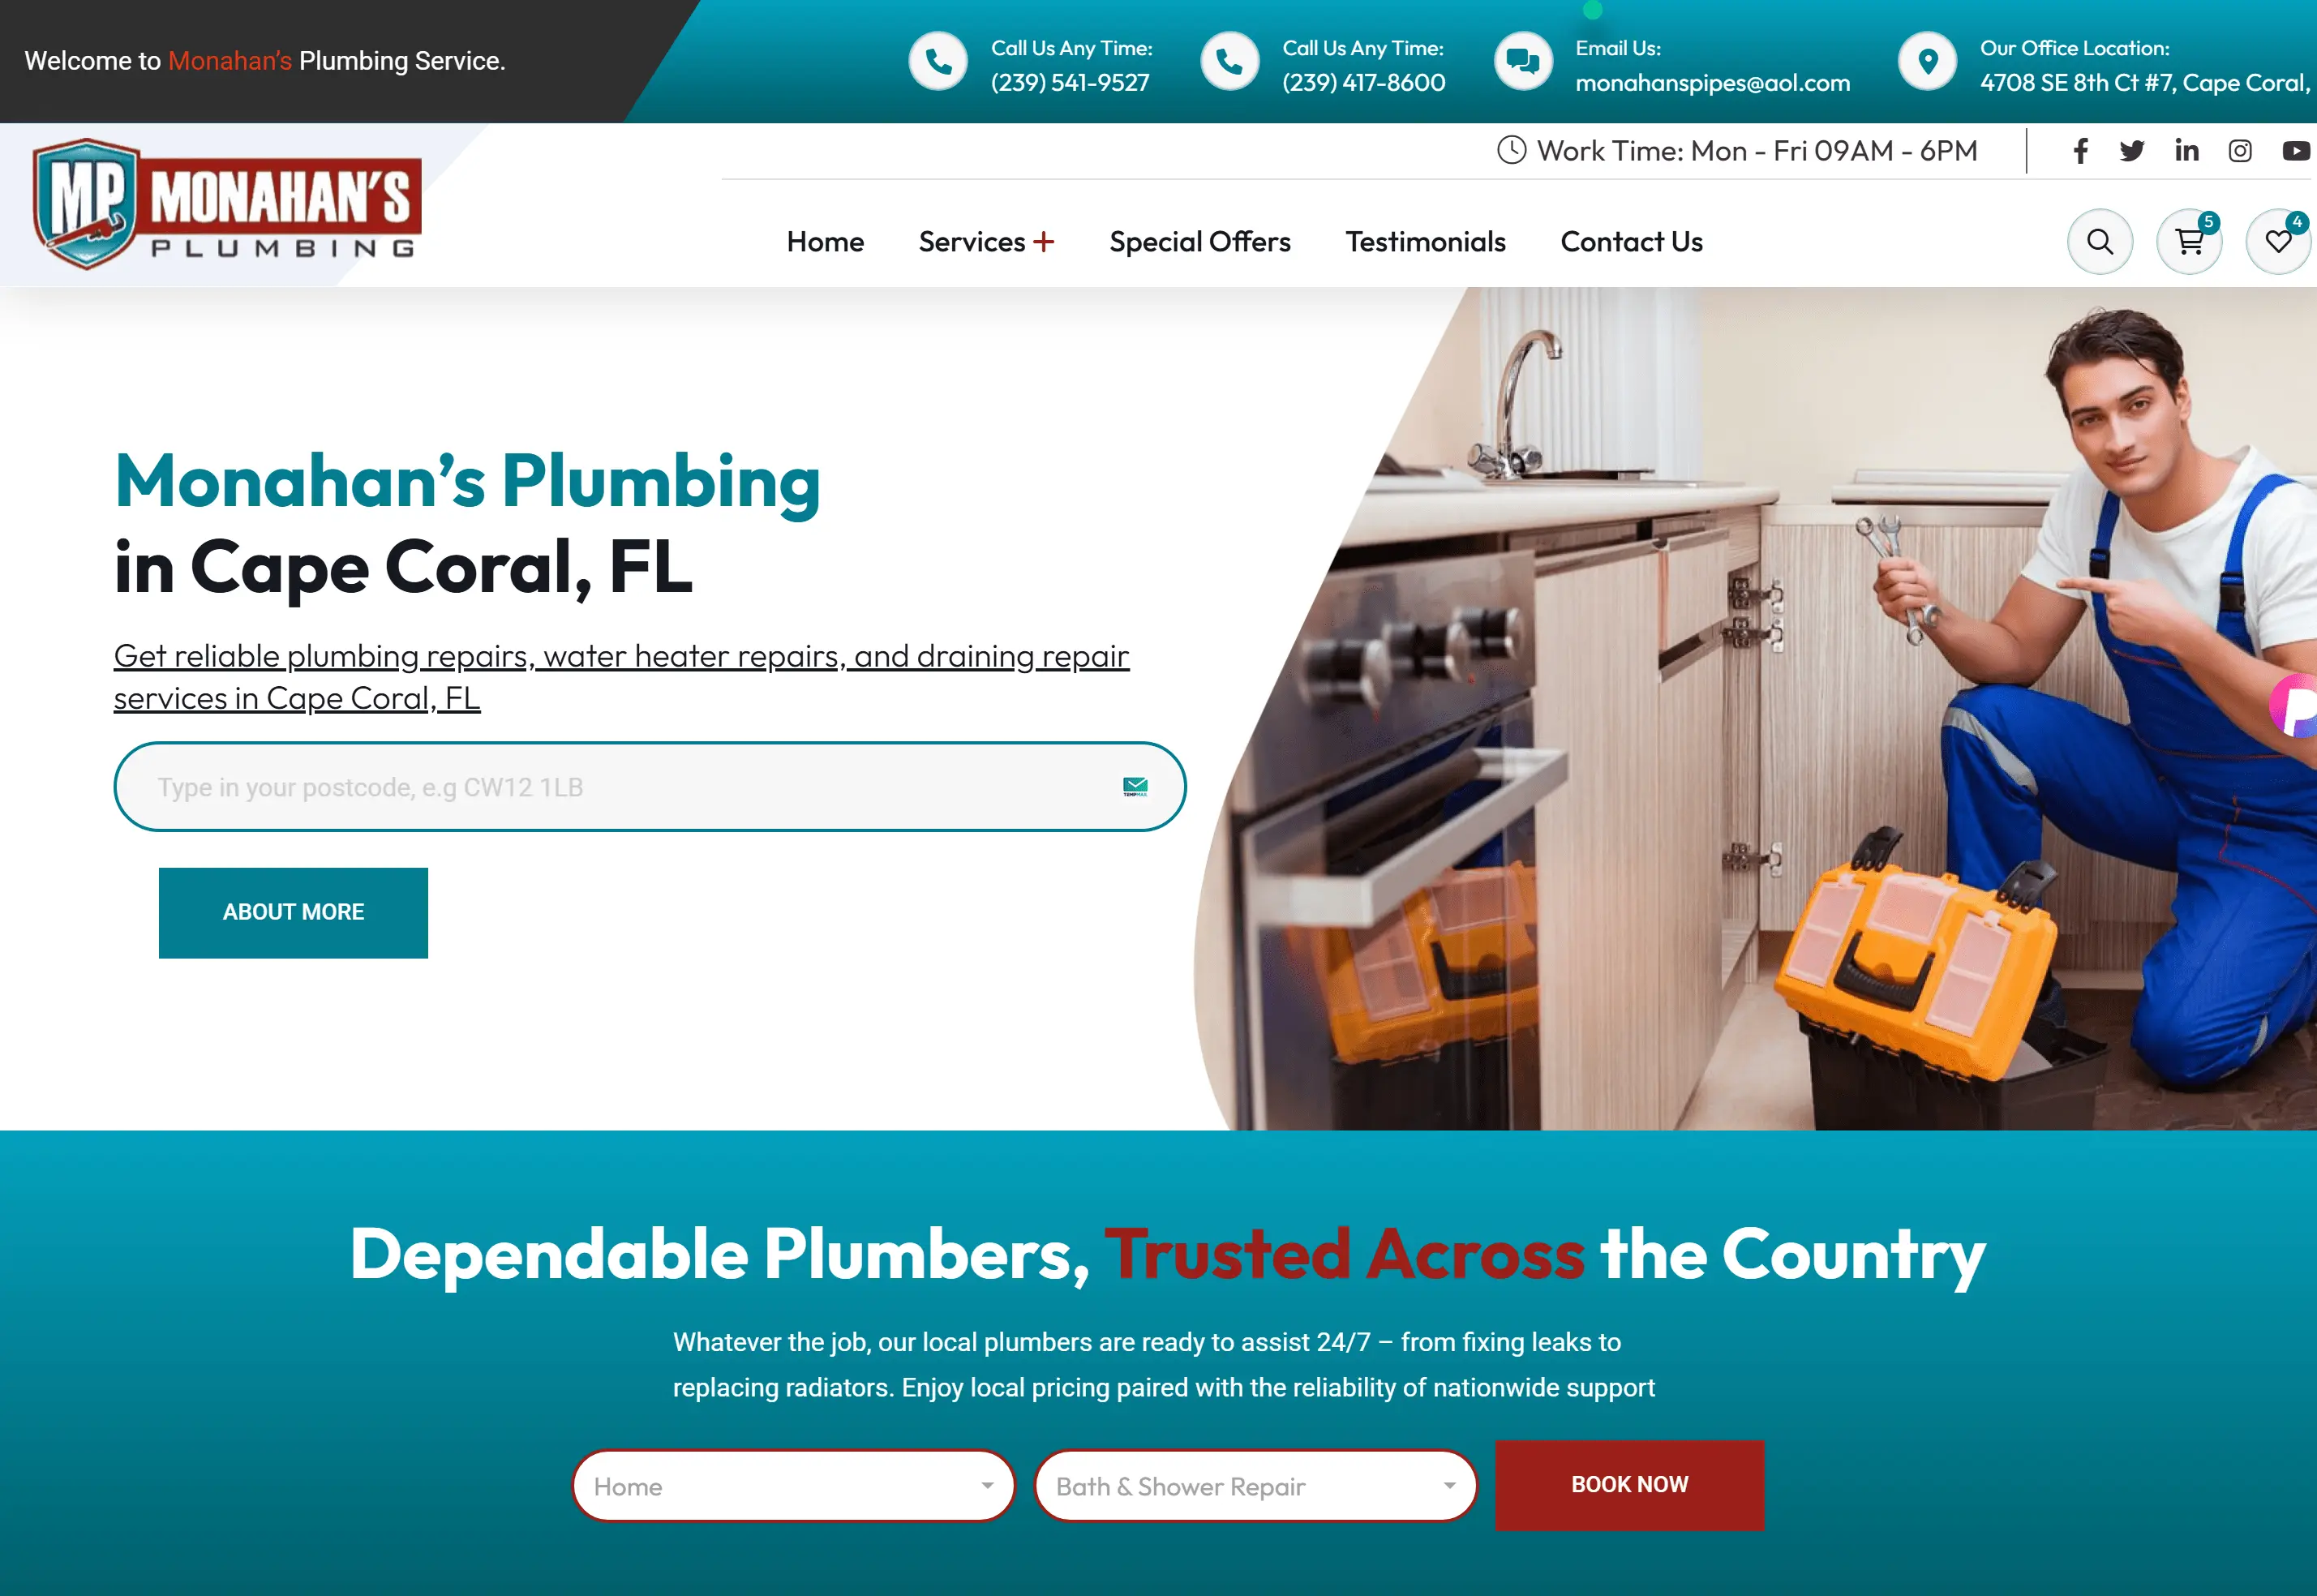 Welcome to Monahan's Plumbing Service.
Call Us Any Time:
(239) 541-9527
Call Us Any Time:
(239) 417-8600
Email Us:
monahanspipes@aol.com
Our Office Location:
4708 SE 8th Ct #7, Cape Coral,
MP MONAHAN'S
PLUMBING
Work Time: Mon - Fri 09AM - 6PM
Home
Services +
Special Offers
Testimonials
Contact Us
5
4
Monahan's Plumbing
in Cape Coral, FL
Get reliable plumbing repairs, water heater repairs, and draining repair
services in Cape Coral, FL
Type in your postcode, e.g CW12 1LB
ABOUT MORE
Dependable Plumbers, Trusted Across the Country
Whatever the job, our local plumbers are ready to assist 24/7 – from fixing leaks to
replacing radiators. Enjoy local pricing paired with the reliability of nationwide support
Home
Bath & Shower Repair
BOOK NOW